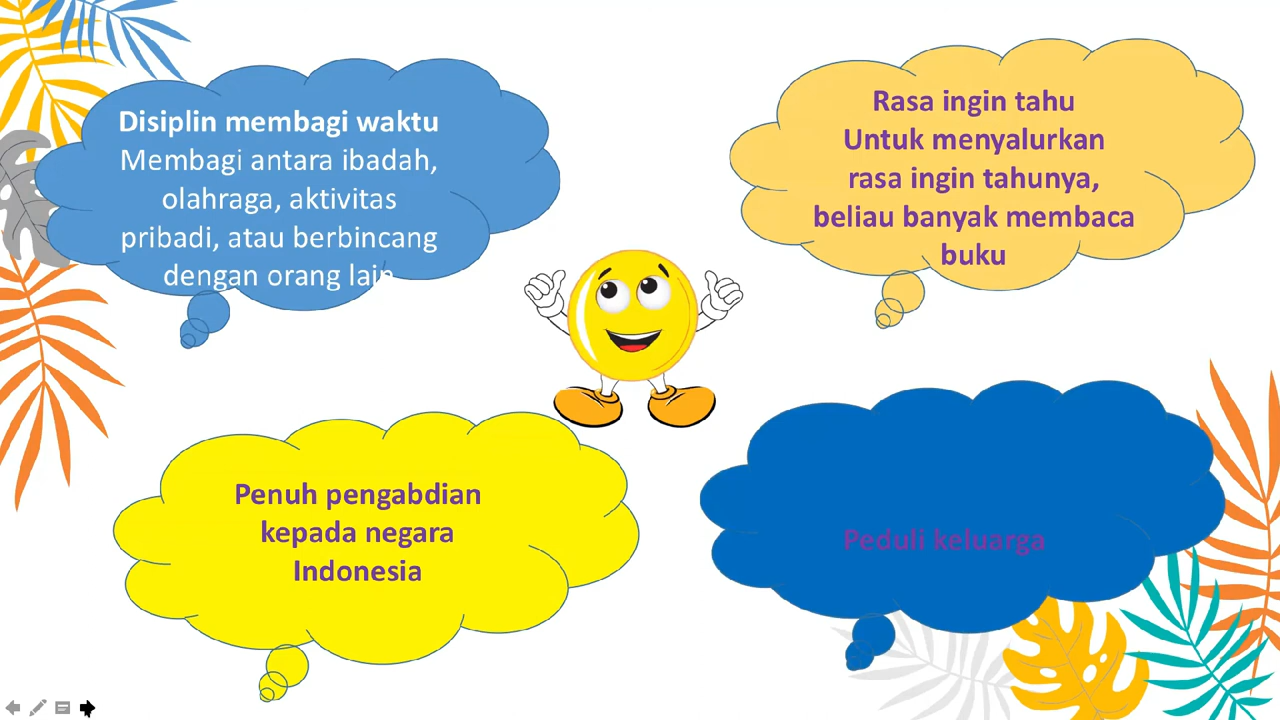 Disiplin membagi waktu
Membagi antara ibadah,
olahraga, aktivitas
pribadi, atau berbincang
dengan orang lain
Rasa ingin tahu
Untuk menyalurkan
rasa ingin tahunya,
beliau banyak membaca
buku
Penuh pengabdian
kepada negara
Indonesia
Peduli keluarga